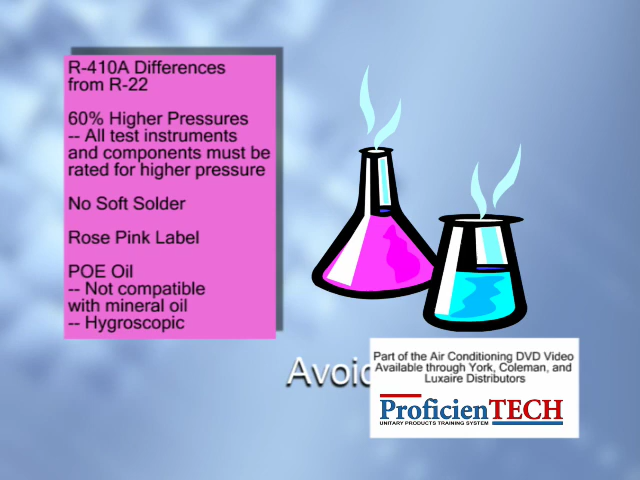 R-410A Differences
from R-22
60% Higher Pressures
-- All test instruments
and components must be
rated for higher pressure
No Soft Solder
Rose Pink Label
POE Oil
-- Not compatible
with mineral oil
-- Hygroscopic
Avoid
Part of the Air Conditioning DVD Video
Available through York, Coleman, and
Luxaire Distributors
ProficienTECH
UNITARY PRODUCTS TRAINING SYSTEM